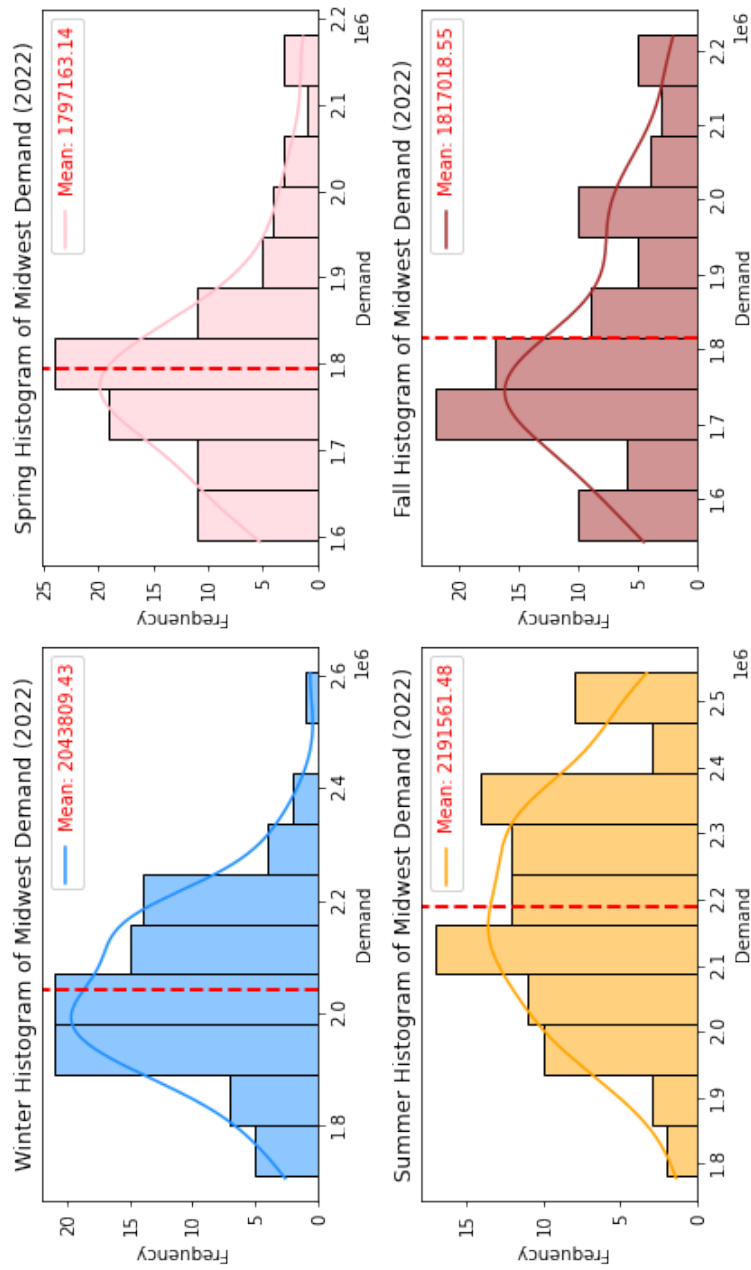 Winter Histogram of Midwest Demand (2022)
Mean: 2043809.43
Frequency
20
15
10
5
0
1.8
2.0
2.2
2.4
2.6
1e6
Demand
Spring Histogram of Midwest Demand (2022)
Mean: 1797163.14
Frequency
25
20
15
10
5
0
1.6
1.7
1.8
1.9
2.0
2.1
2.2
1e6
Demand
Summer Histogram of Midwest Demand (2022)
Mean: 2191561.48
Frequency
15
10
5
0
1.8
1.9
2.0
2.1
2.2
2.3
2.4
2.5
1e6
Demand
Fall Histogram of Midwest Demand (2022)
Mean: 1817018.55
Frequency
20
15
10
5
0
1.6
1.7
1.8
1.9
2.0
2.1
2.2
1e6
Demand